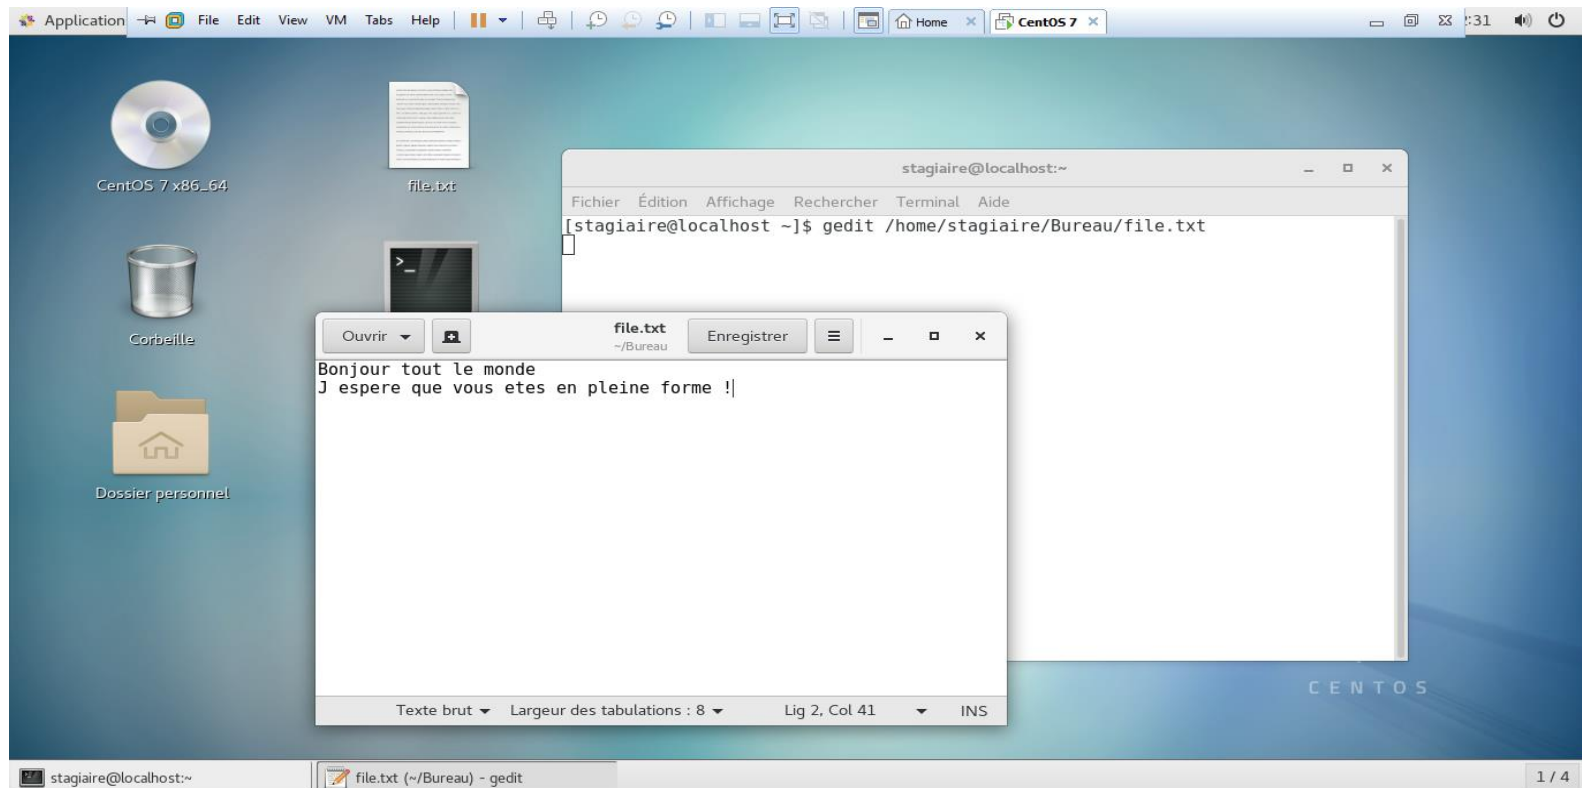 Application File Edit View VM Tabs Help Home CentOS 7 :31
CentOS 7 x86_64
file.txt
Corbeille
Dossier personnel
stagiaire@localhost:~
Fichier Édition Affichage Rechercher Terminal Aide
[stagiaire@localhost ~]$ gedit /home/stagiaire/Bureau/file.txt
Ouvrir file.txt Enregistrer
~/Bureau
Bonjour tout le monde
J espere que vous etes en pleine forme !
Texte brut Largeur des tabulations : 8 Lig 2, Col 41 INS
CENTOS
stagiaire@localhost:~ file.txt (~/Bureau) - gedit 1 / 4